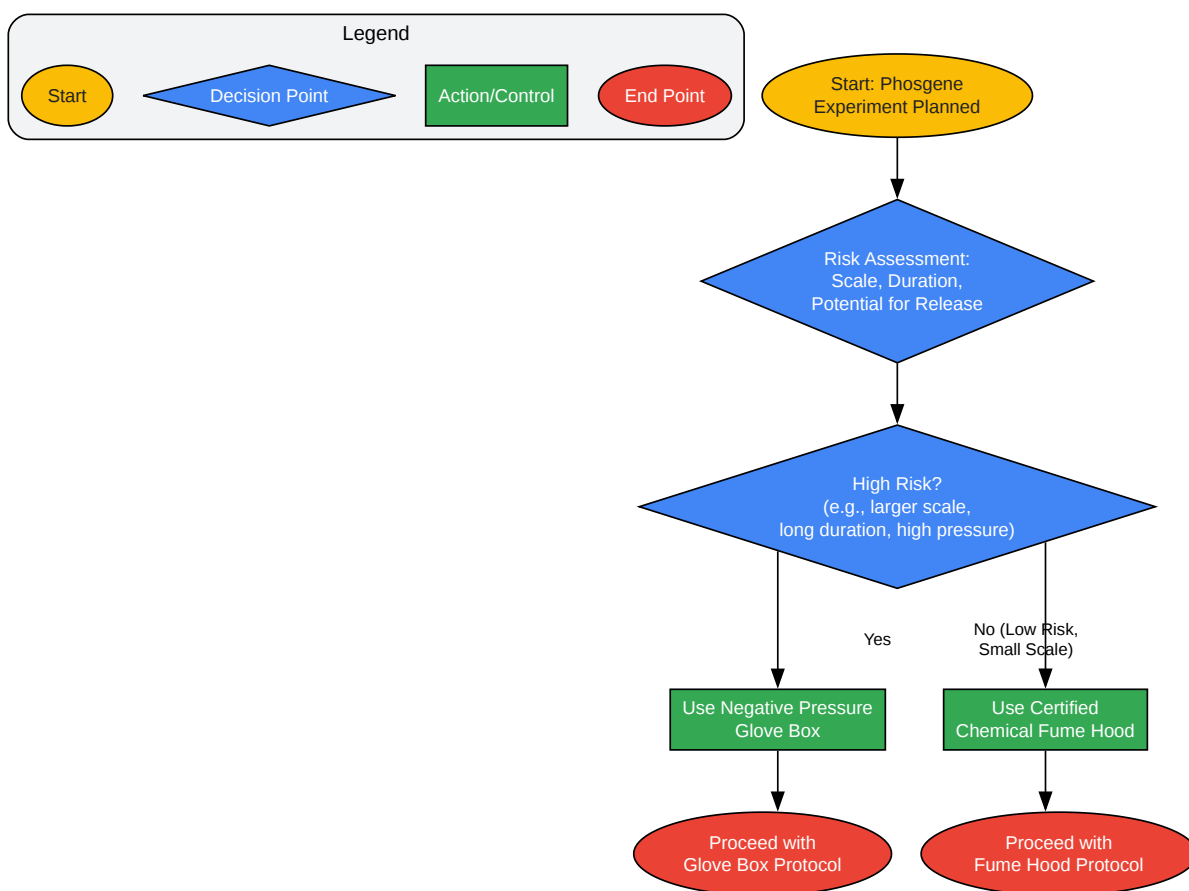 Legend
Start
Decision Point
Action/Control
End Point
Start: Phosgene
Experiment Planned
Risk Assessment:
Scale, Duration,
Potential for Release
High Risk?
(e.g., larger scale,
long duration, high pressure)
Yes
No (Low Risk,
Small Scale)
Use Negative Pressure
Glove Box
Use Certified
Chemical Fume Hood
Proceed with
Glove Box Protocol
Proceed with
Fume Hood Protocol